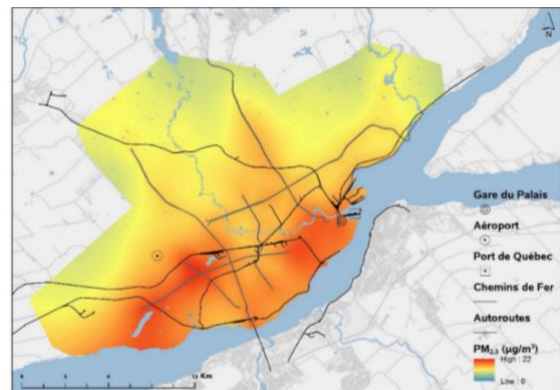 N
Gare du Palais
Aéroport
Port de Québec
Chemins de Fer
Autoroutes
PM2,5 (µg/m³)
High : 22
Low : 0
Km